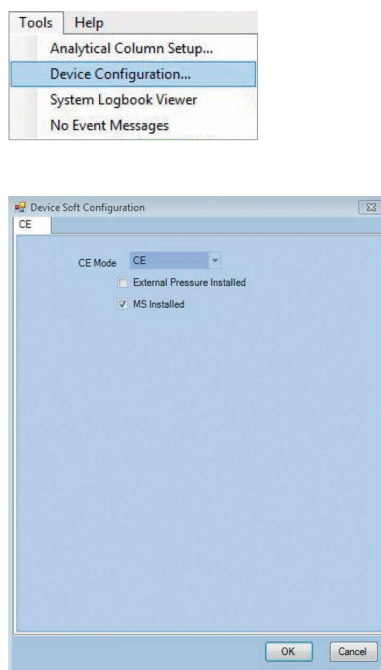 Tools Help
Analytical Column Setup...
Device Configuration...
System Logbook Viewer
No Event Messages
Device Soft Configuration
CE
CE Mode CE
External Pressure Installed
MS Installed
OK Cancel